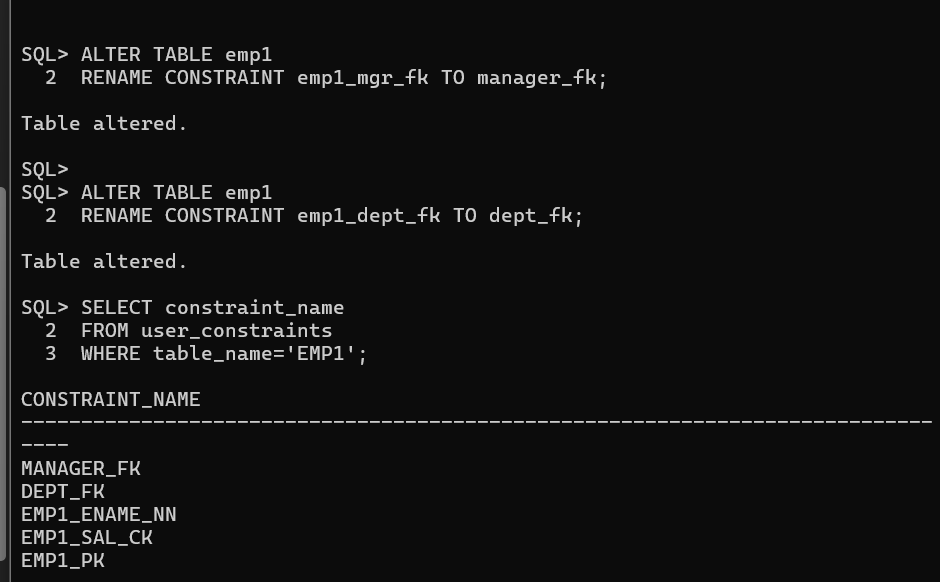 SQL> ALTER TABLE emp1
  2  RENAME CONSTRAINT emp1_mgr_fk TO manager_fk;
Table altered.
SQL>
SQL> ALTER TABLE emp1
  2  RENAME CONSTRAINT emp1_dept_fk TO dept_fk;
Table altered.
SQL> SELECT constraint_name
  2  FROM user_constraints
  3  WHERE table_name='EMP1';
CONSTRAINT_NAME
----------------------------------------------------------------------------
----
MANAGER_FK
DEPT_FK
EMP1_ENAME_NN
EMP1_SAL_CK
EMP1_PK